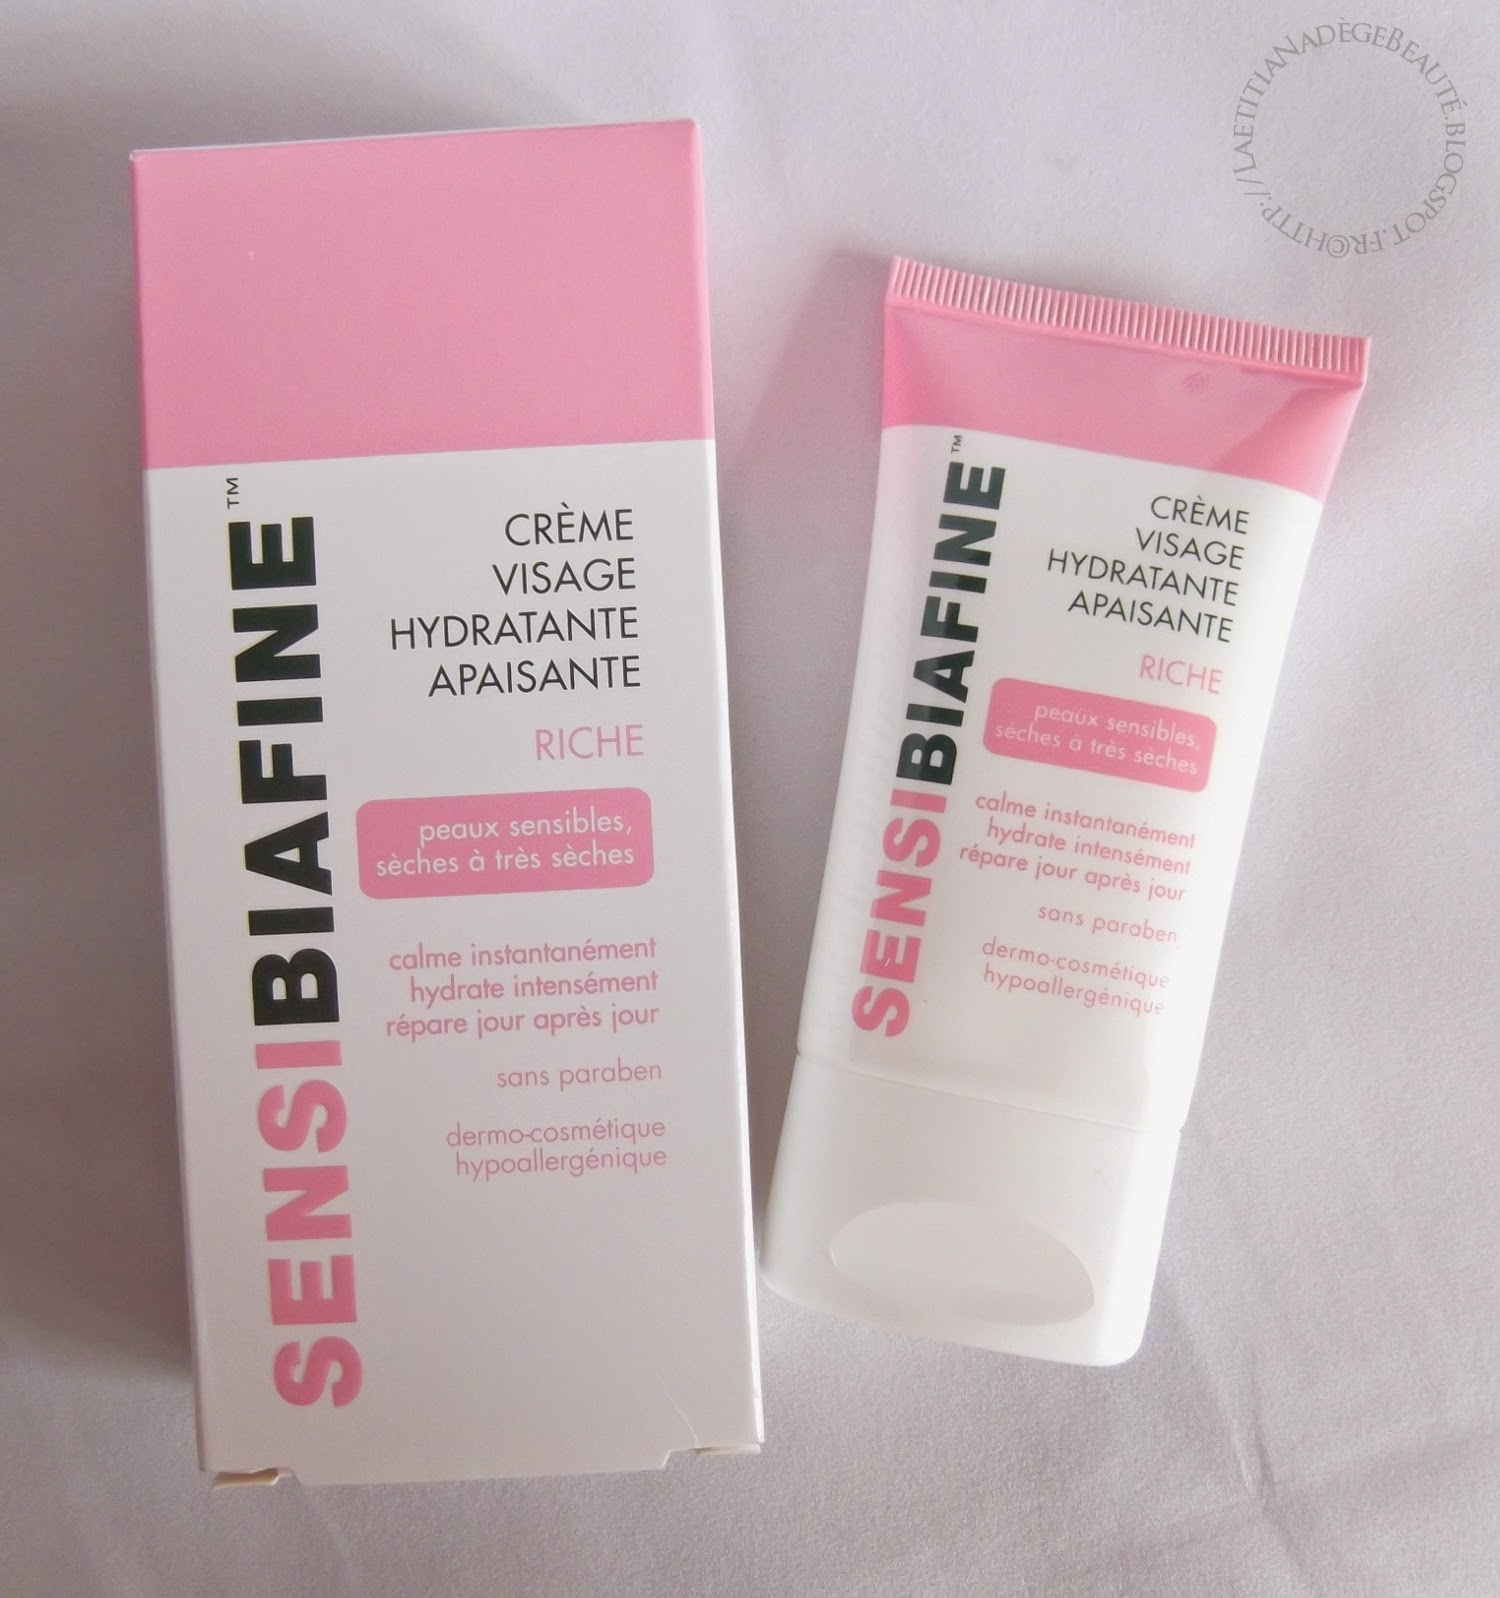 SENSIBIAFINE™
CRÈME
VISAGE
HYDRATANTE
APAISANTE
RICHE
peaux sensibles,
sèches à très sèches
calme instantanément
hydrate intensément
répare jour après jour
sans paraben
dermo-cosmétique
hypoallergénique
SENSIBIAFINE™
CRÈME
VISAGE
HYDRATANTE
APAISANTE
RICHE
peaux sensibles,
sèches à très sèches
calme instantanément
hydrate intensément
répare jour après jour
sans paraben
dermo-cosmétique
hypoallergénique
©HTTP://LAETITIANADÈGEBEAUTÉ.BLOGSPOT.FR